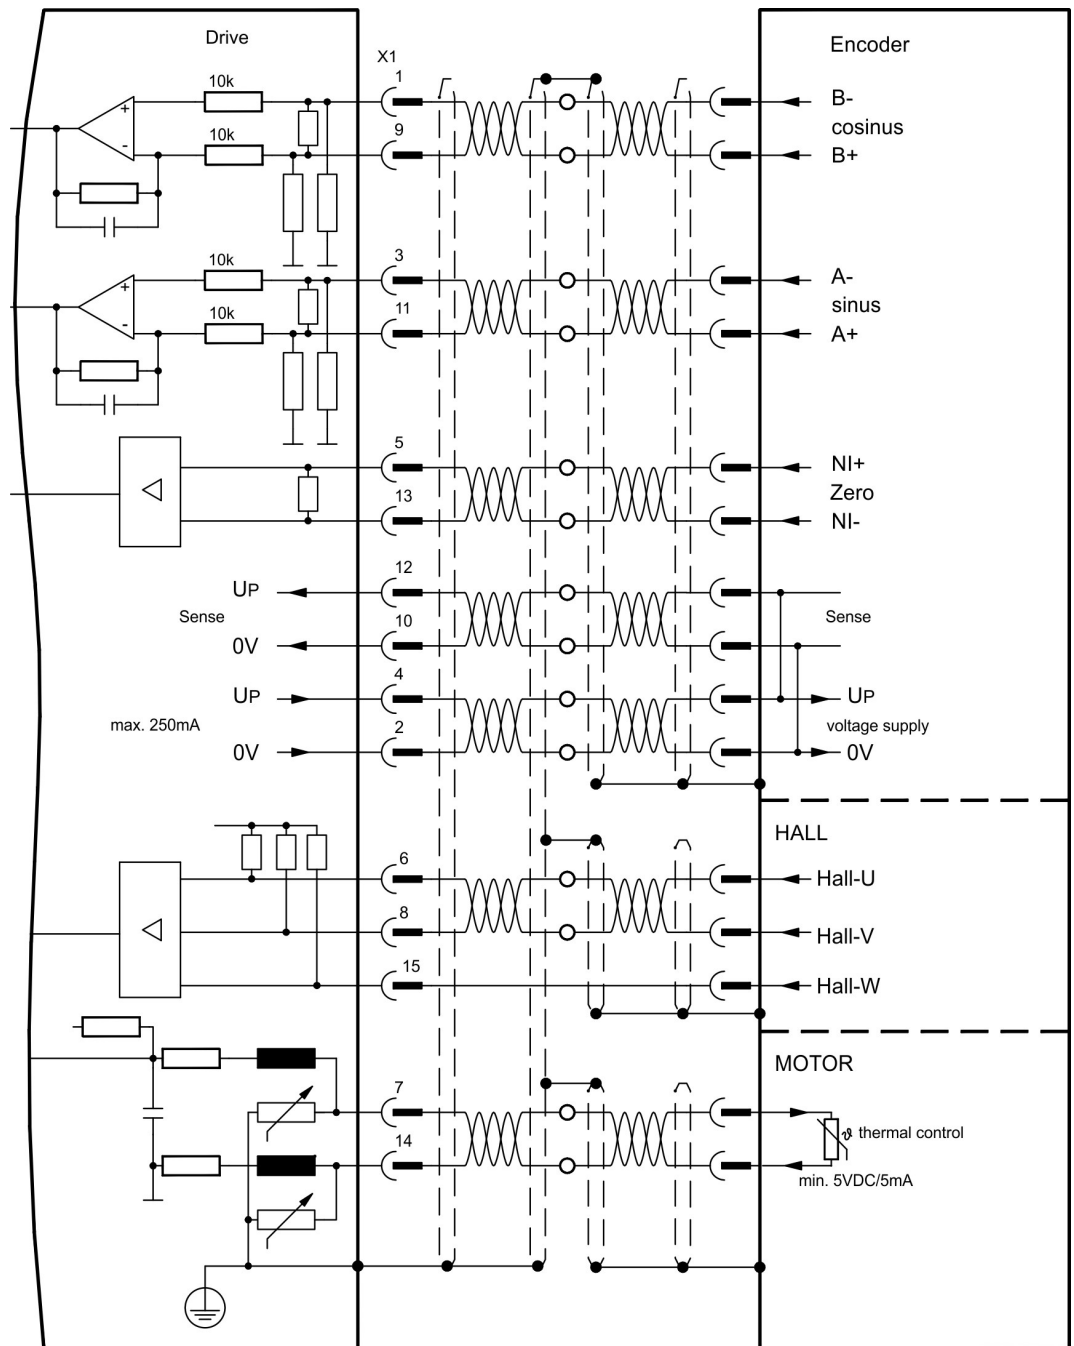 Drive
X1
Encoder
10k
1
B-
cosinus
10k
9
B+
+
-
10k
3
A-
sinus
10k
11
A+
+
-
5
NI+
Zero
13
NI-
UP
12
Sense
Sense
0V
10
UP
4
UP
max. 250mA
voltage supply
0V
2
0V
HALL
6
Hall-U
8
Hall-V
15
Hall-W
MOTOR
7
ϑ thermal control
14
min. 5VDC/5mA